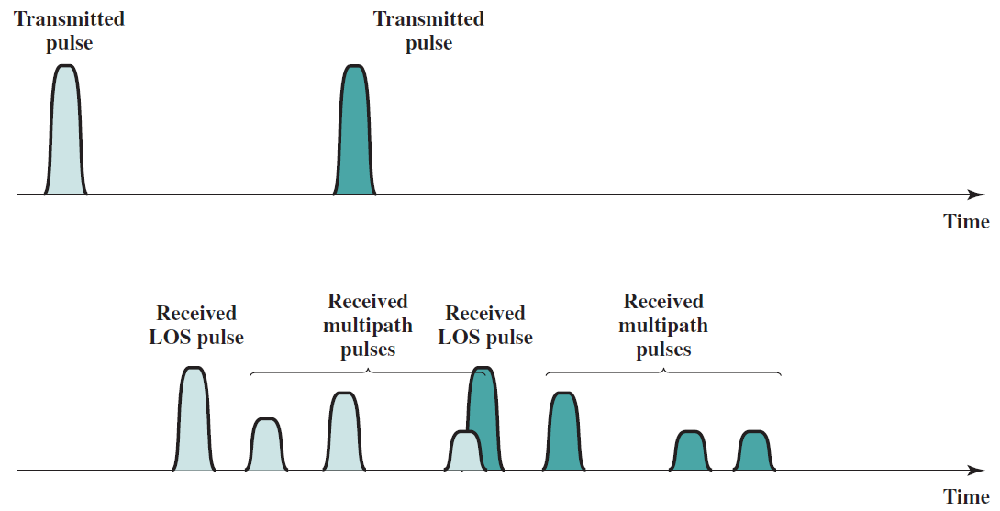 Transmitted
pulse
Transmitted
pulse
Time
Received
LOS pulse
Received
multipath
pulses
Received
LOS pulse
Received
multipath
pulses
Time